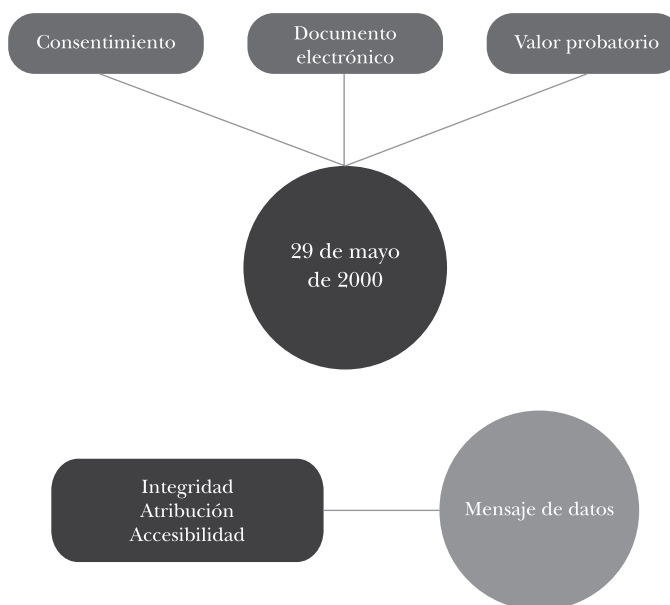 Consentimiento
Documento
electrónico
Valor probatorio
29 de mayo
de 2000
Integridad
Atribución
Accesibilidad
Mensaje de datos